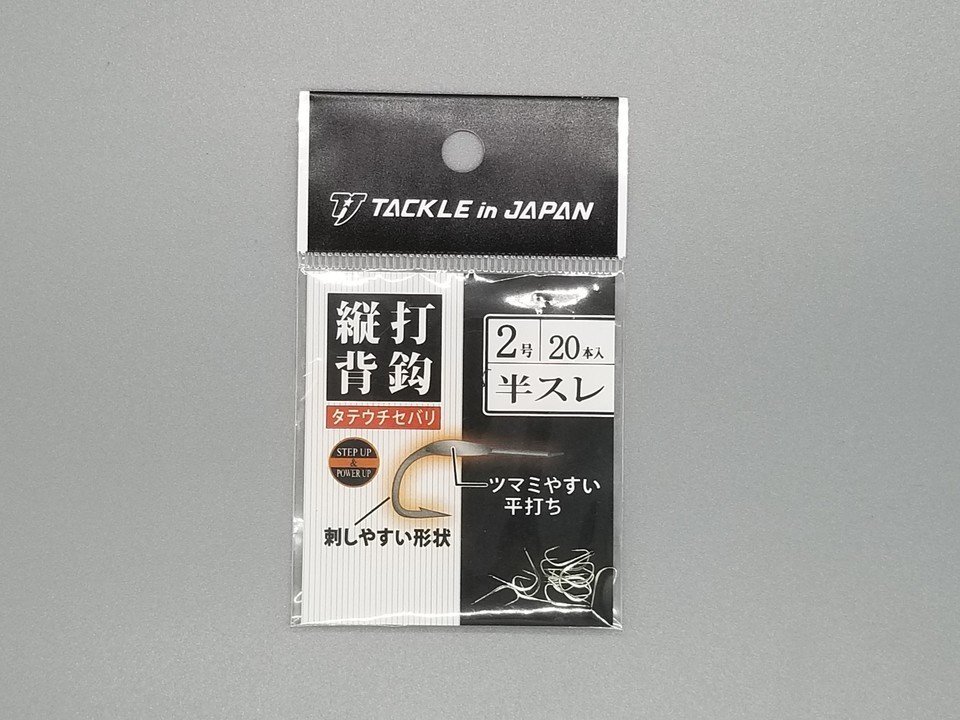 TJ TACKLE in JAPAN
縦打
背鈎
タテウチセバリ
2号 20本入
半スレ
STEP UP
&
POWER UP
ツマミやすい
平打ち
刺しやすい形状